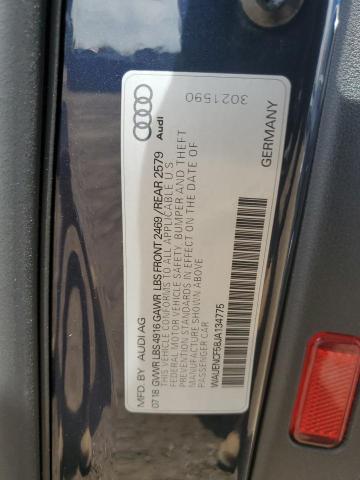 Audi
3021590
MFD. BY AUDI AG
GERMANY
07.18 GVWR LBS 4916 GAWR LBS FRONT 2469 / REAR 2579
THIS VEHICLE CONFORMS TO ALL APPLICABLE U S
FEDERAL MOTOR VEHICLE SAFETY, BUMPER AND THEFT
PREVENTION STANDARDS IN EFFECT ON THE DATE OF
MANUFACTURE SHOWN ABOVE
PASSENGER CAR
WAUENCF58JA134775